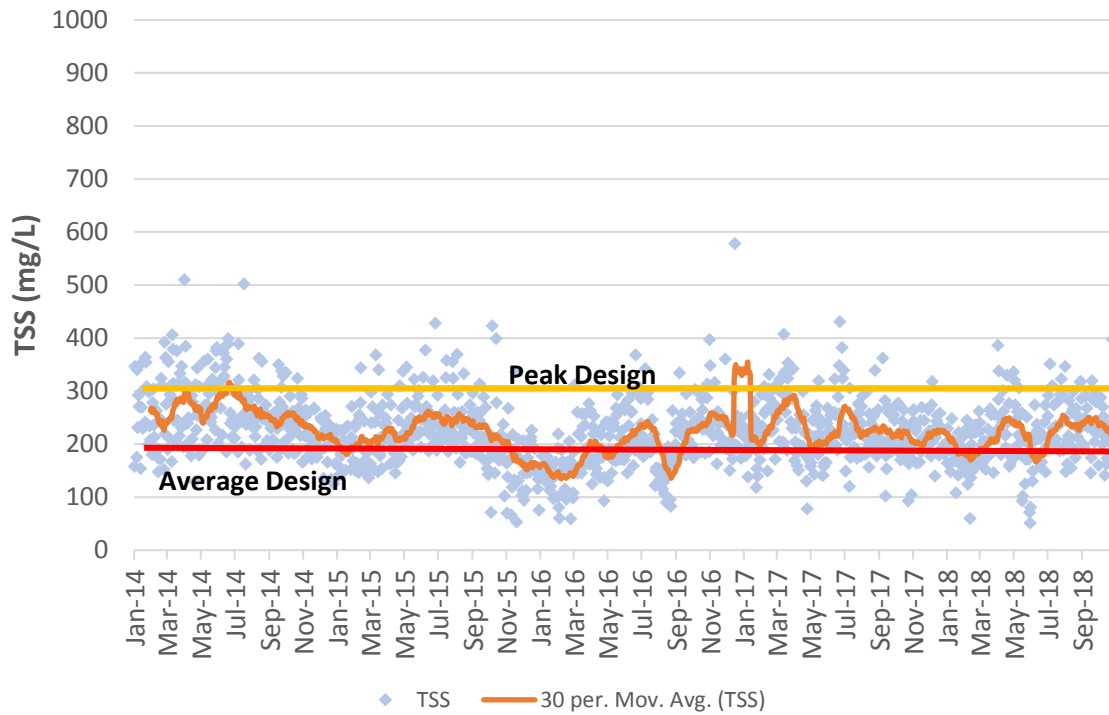 1000
900
800
700
600
500
400
300
200
100
0
TSS (mg/L)
Peak Design
Average Design
Jan-14
Mar-14
May-14
Jul-14
Sep-14
Nov-14
Jan-15
Mar-15
May-15
Jul-15
Sep-15
Nov-15
Jan-16
Mar-16
May-16
Jul-16
Sep-16
Nov-16
Jan-17
Mar-17
May-17
Jul-17
Sep-17
Nov-17
Jan-18
Mar-18
May-18
Jul-18
Sep-18
TSS
30 per. Mov. Avg. (TSS)